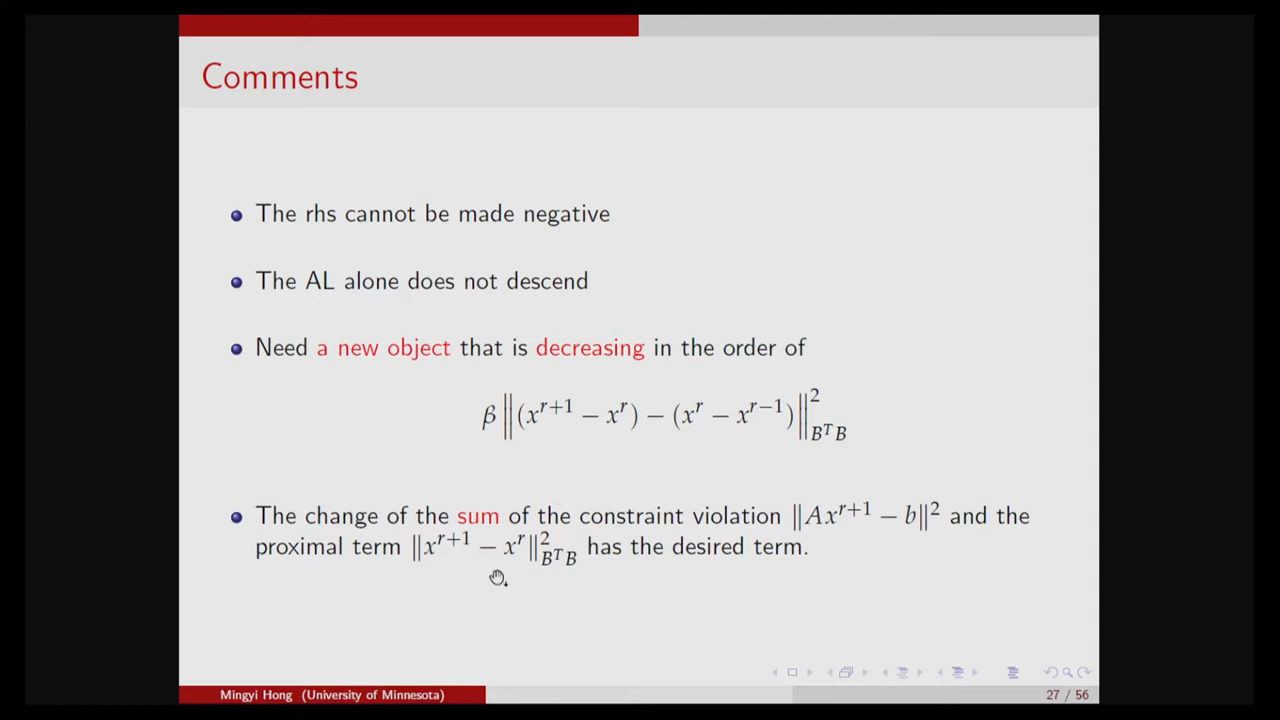 Comments
The rhs cannot be made negative
The AL alone does not descend
Need a new object that is decreasing in the order of
β ‖(x^{r+1} − x^r) − (x^r − x^{r−1})‖^2_{B^T B}
The change of the sum of the constraint violation ‖Ax^{r+1} − b‖^2 and the
proximal term ‖x^{r+1} − x^r‖^2_{B^T B} has the desired term.
Mingyi Hong (University of Minnesota)
27 / 56